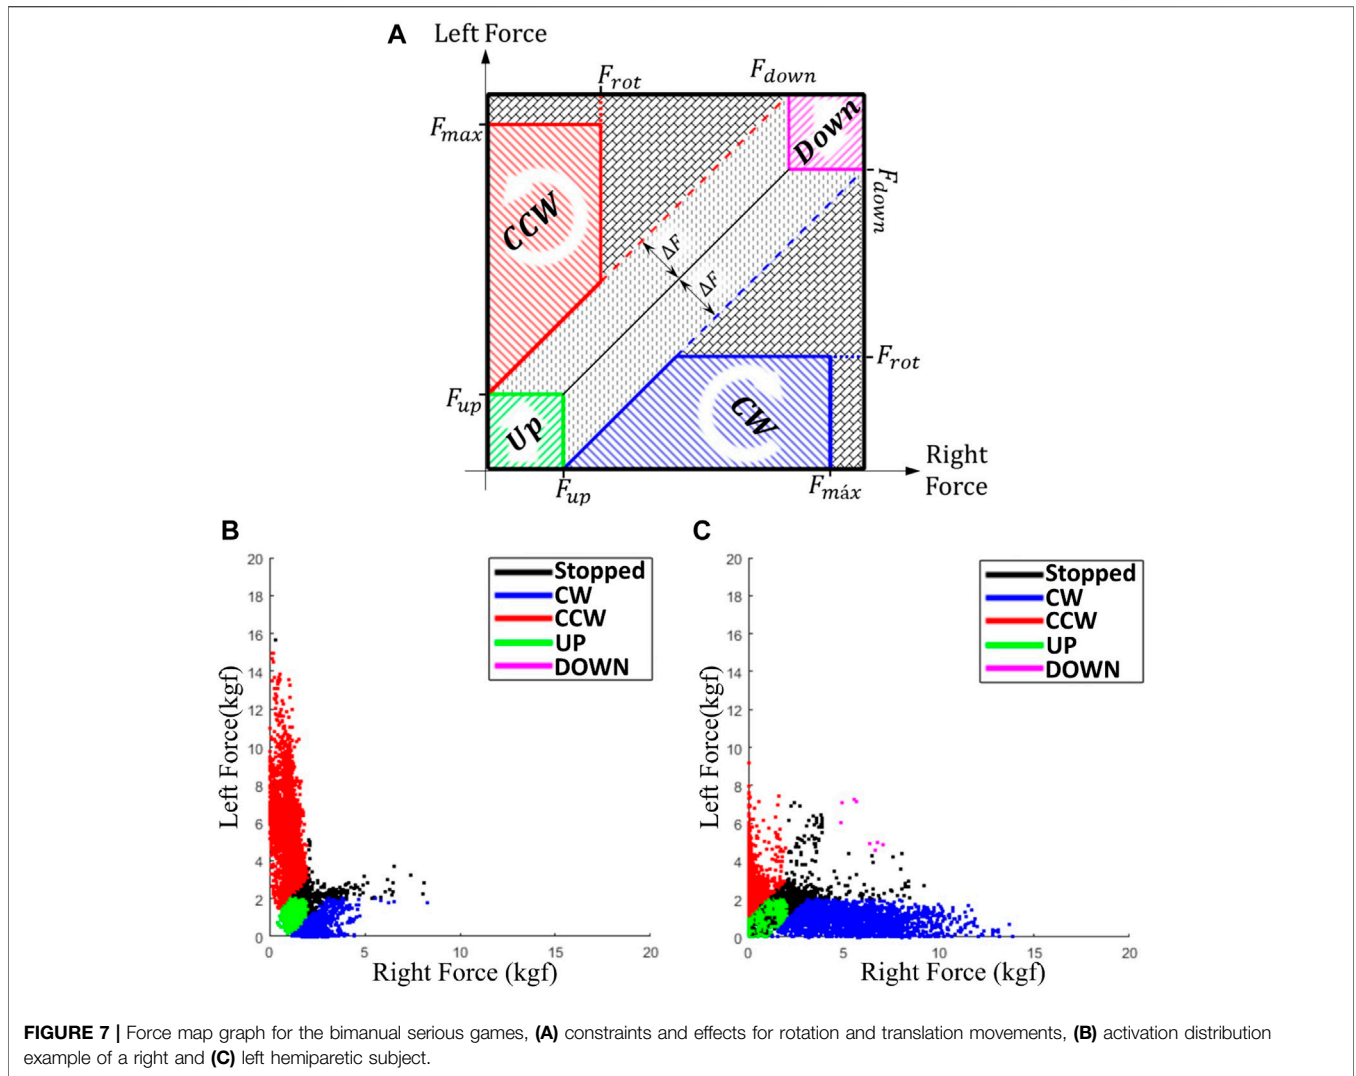 A
Left Force
F_rot
F_down
F_max
Down
CCW
F_down
ΔF
ΔF
F_rot
F_up
Up
CW
Right
Force
F_up
F_máx
B
C
20
18
16
14
12
10
8
6
4
2
0
Left Force(kgf)
Stopped
CW
CCW
UP
DOWN
0
5
10
15
20
Right Force (kgf)
20
18
16
14
12
10
8
6
4
2
0
Left Force(kgf)
Stopped
CW
CCW
UP
DOWN
0
5
10
15
20
Right Force (kgf)
FIGURE 7 | Force map graph for the bimanual serious games, (A) constraints and effects for rotation and translation movements, (B) activation distribution
example of a right and (C) left hemiparetic subject.